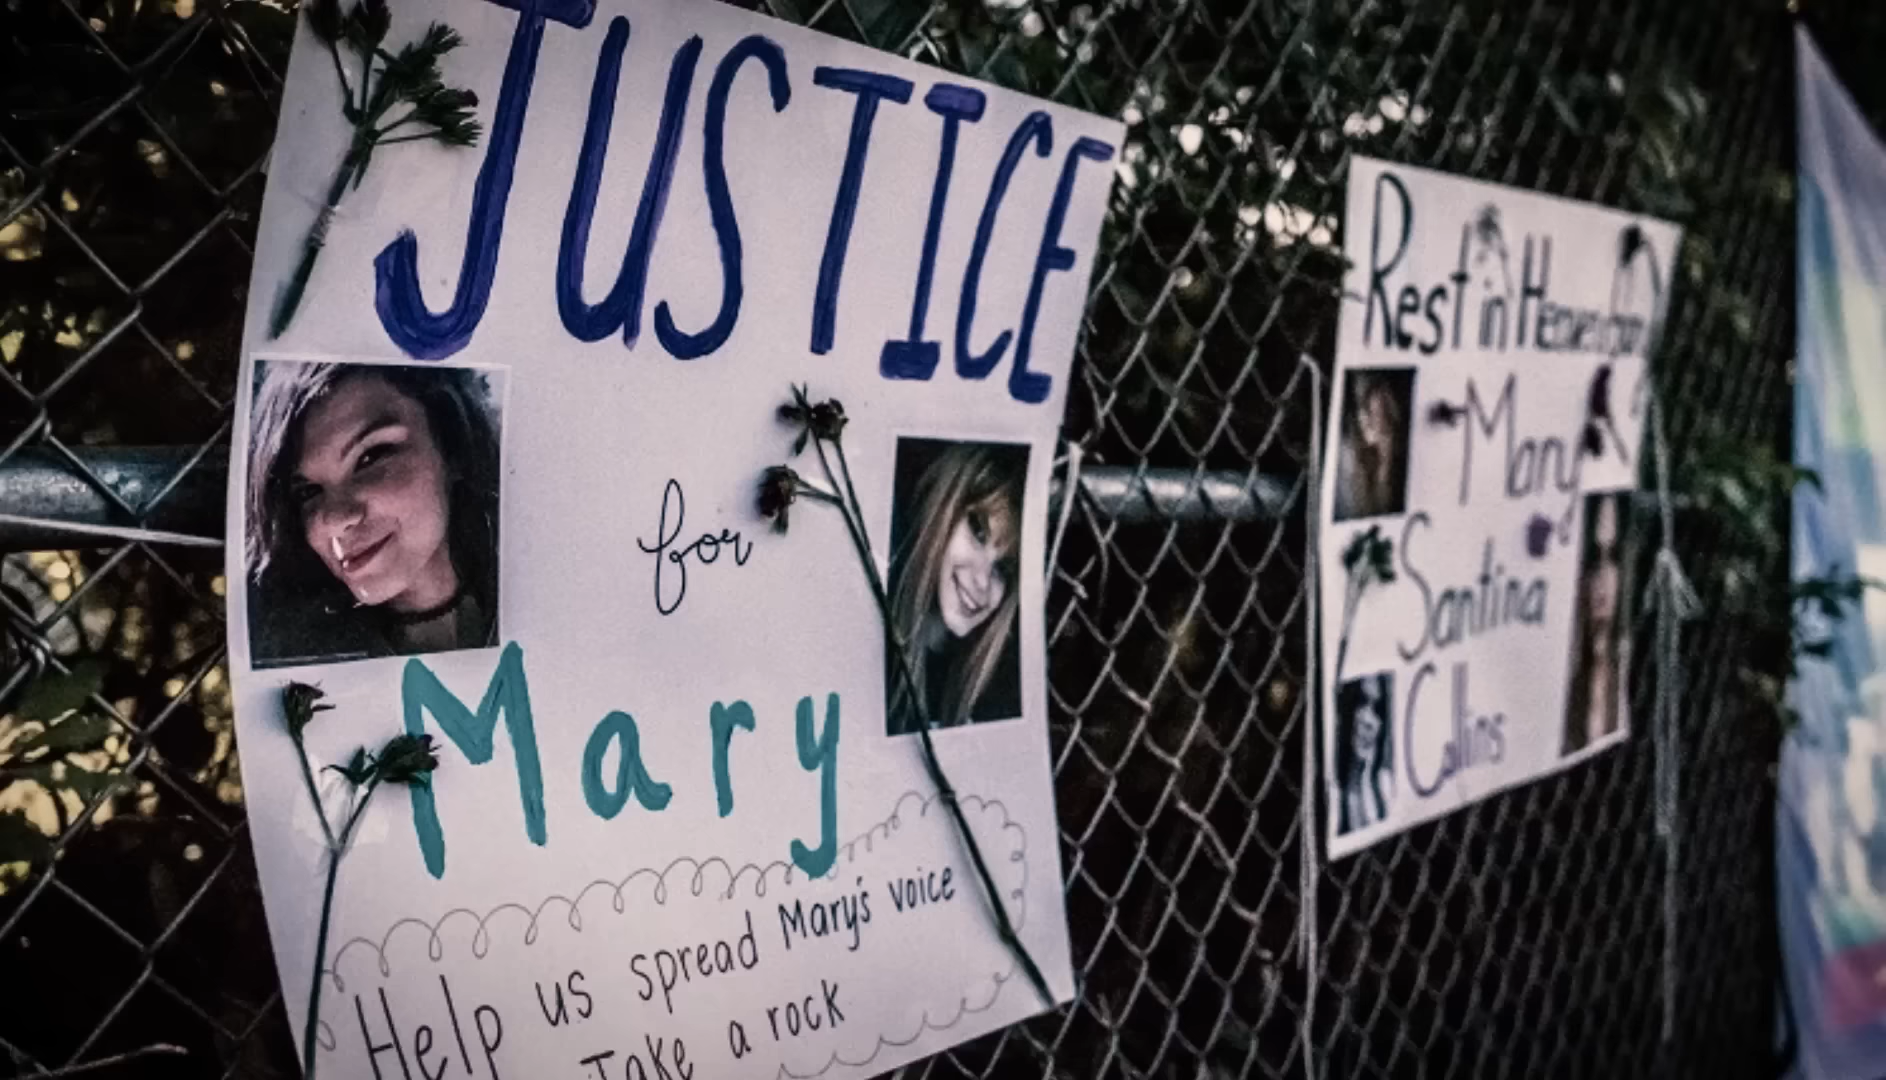 JUSTICE
for
Mary
Help us spread Mary's voice
Take a rock
Rest in Heaven
Mary
Santina
Collins